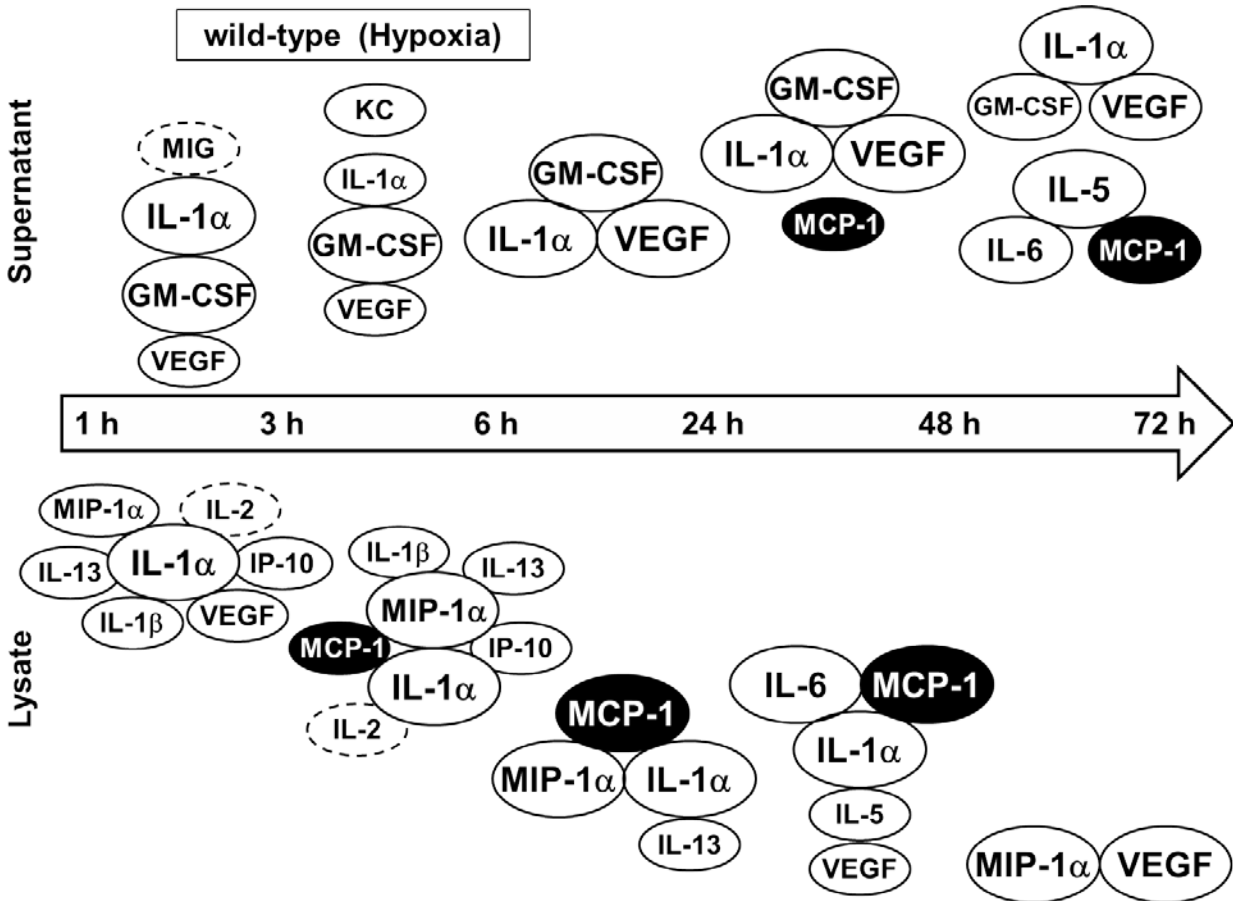 wild-type (Hypoxia)
Supernatant
MIG
IL-1α
GM-CSF
VEGF
KC
IL-1α
GM-CSF
VEGF
GM-CSF
IL-1α
VEGF
GM-CSF
IL-1α
VEGF
MCP-1
IL-1α
GM-CSF
VEGF
IL-5
IL-6
MCP-1
1 h 3 h 6 h 24 h 48 h 72 h
Lysate
MIP-1α
IL-2
IL-13
IL-1α
IP-10
IL-1β
VEGF
IL-1β
IL-13
MIP-1α
MCP-1
IP-10
IL-1α
IL-2
MCP-1
MIP-1α
IL-1α
IL-13
IL-6
MCP-1
IL-1α
IL-5
VEGF
MIP-1α
VEGF